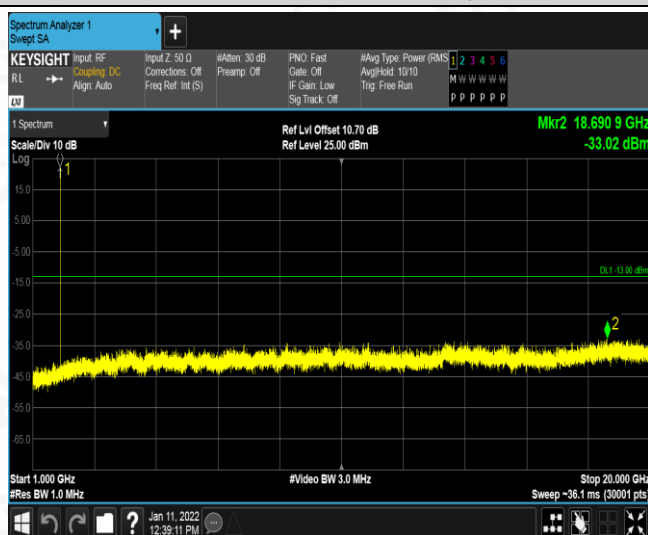 Spectrum Analyzer 1
Swept SA
+
KEYSIGHT
RL
LXI
Input: RF
Coupling: DC
Align: Auto
Input Z: 50 Ω
Corrections: Off
Freq Ref: Int (S)
#Atten: 30 dB
Preamp: Off
PNO: Fast
Gate: Off
IF Gain: Low
Sig Track: Off
#Avg Type: Power (RMS
Avg|Hold: 10/10
Trig: Free Run
1 2 3 4 5 6
M W W W W W
P P P P P P
1 Spectrum
Scale/Div 10 dB
Ref Lvl Offset 10.70 dB
Ref Level 25.00 dBm
Mkr2 18.690 9 GHz
-33.02 dBm
Log
1
15.0
5.00
-5.00
DL1 -13.00 dBm
-15.0
-25.0
2
-35.0
-45.0
-55.0
-65.0
Start 1.000 GHz
#Video BW 3.0 MHz
Stop 20.000 GHz
#Res BW 1.0 MHz
Sweep ~36.1 ms (30001 pts)
?
Jan 11, 2022
12:39:11 PM